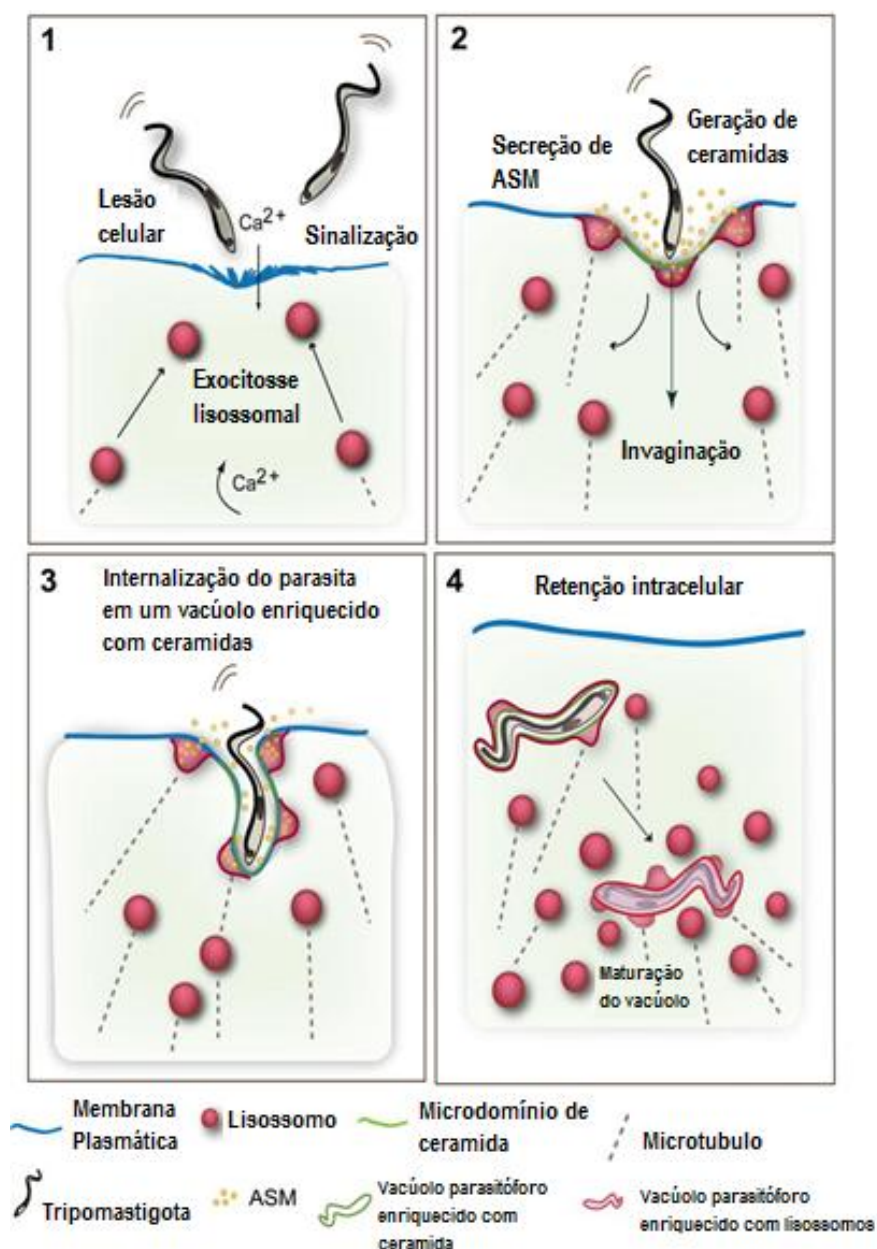 1
Lesão
celular
Ca2+
Sinalização
Exocitosse
lisossomal
Ca2+
2
Secreção de
ASM
Geração de
ceramidas
Invaginação
3
Internalização do parasita
em um vacúolo enriquecido
com ceramidas
4
Retenção intracelular
Maturação
do vacúolo
Membrana
Plasmática
Lisossomo
Microdomínio de
ceramida
Microtubulo
Tripomastigota
ASM
Vacúolo parasitóforo
enriquecido com
ceramida
Vacúolo parasitóforo
enriquecido com lisossomos